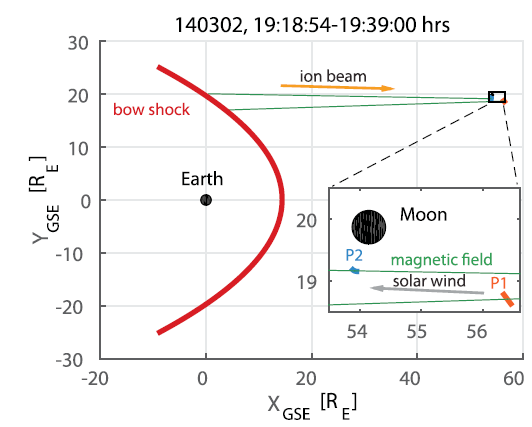 140302, 19:18:54-19:39:00 hrs
30
20
10
0
-10
-20
-30
Y_GSE [R_E]
ion beam
bow shock
Earth
20
19
Moon
P2
magnetic field
solar wind
P1
54 55 56
-20 0 20 40 60
X_GSE [R_E]